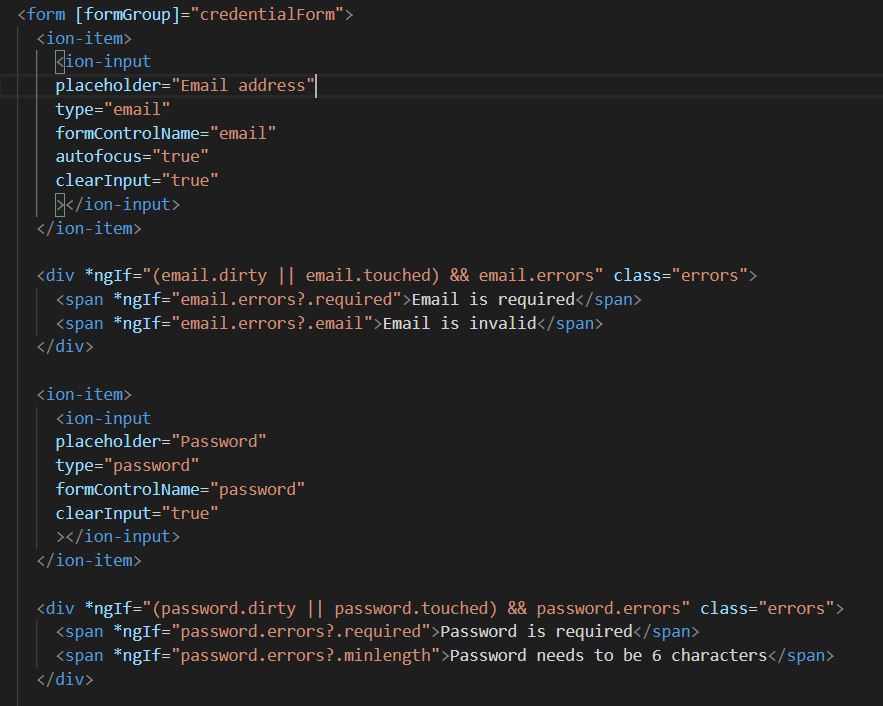 <form [formGroup]="credentialForm">
<ion-item>
<ion-input
placeholder="Email address"
type="email"
formControlName="email"
autofocus="true"
clearInput="true"
></ion-input>
</ion-item>
<div *ngIf="(email.dirty || email.touched) && email.errors" class="errors">
<span *ngIf="email.errors?.required">Email is required</span>
<span *ngIf="email.errors?.email">Email is invalid</span>
</div>
<ion-item>
<ion-input
placeholder="Password"
type="password"
formControlName="password"
clearInput="true"
></ion-input>
</ion-item>
<div *ngIf="(password.dirty || password.touched) && password.errors" class="errors">
<span *ngIf="password.errors?.required">Password is required</span>
<span *ngIf="password.errors?.minlength">Password needs to be 6 characters</span>
</div>